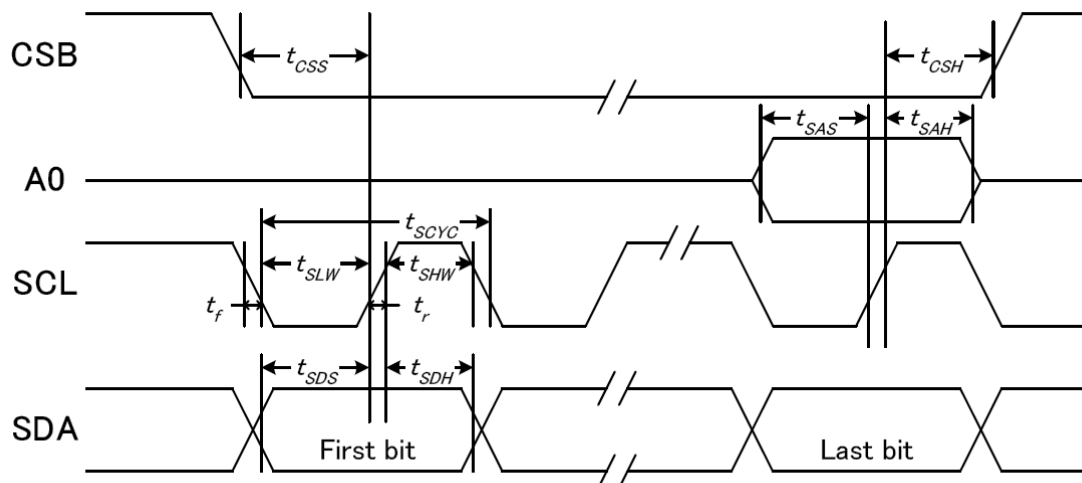 CSB
tCSS
tCSH
tSAS
tSAH
A0
tSCYC
SCL
tSLW
tSHW
tf
tr
tSDS
tSDH
SDA
First bit
Last bit